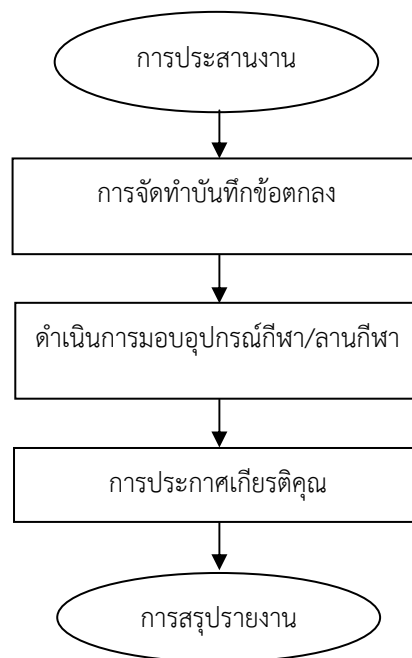 การประสานงาน
การจัดทำบันทึกข้อตกลง
ดำเนินการมอบอุปกรณ์กีฬา/ลานกีฬา
การประกาศเกียรติคุณ
การสรุปรายงาน